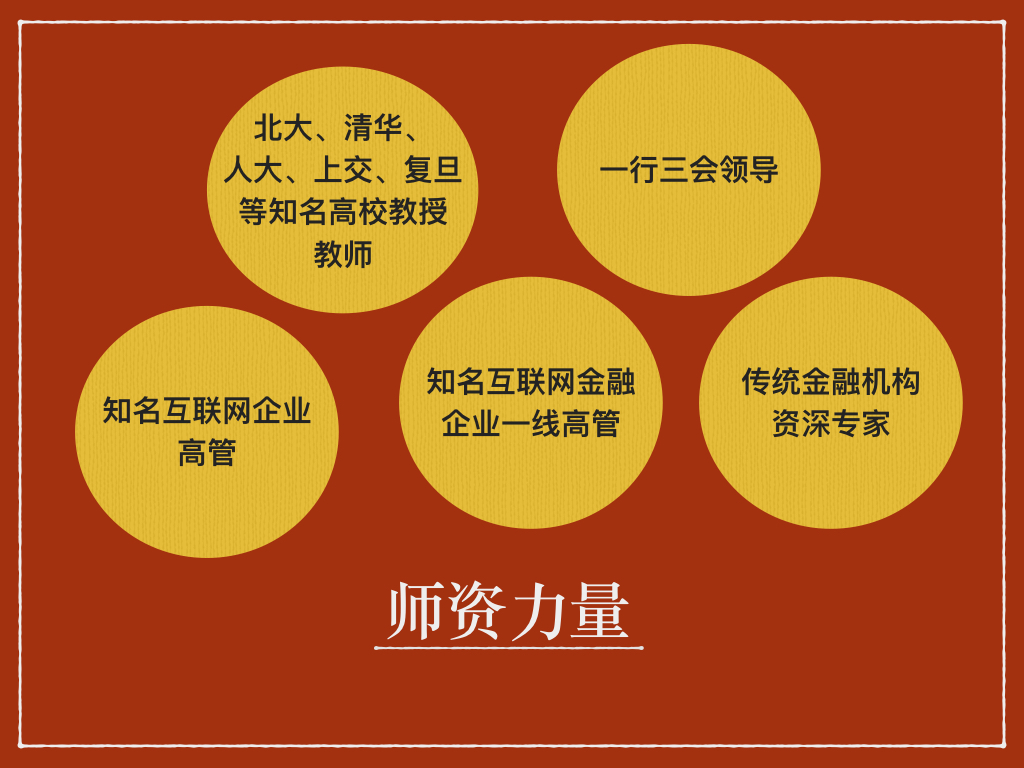 北大、清华、
人大、上交、复旦
等知名高校教授
教师
一行三会领导
知名互联网企业
高管
知名互联网金融
企业一线高管
传统金融机构
资深专家
师资力量